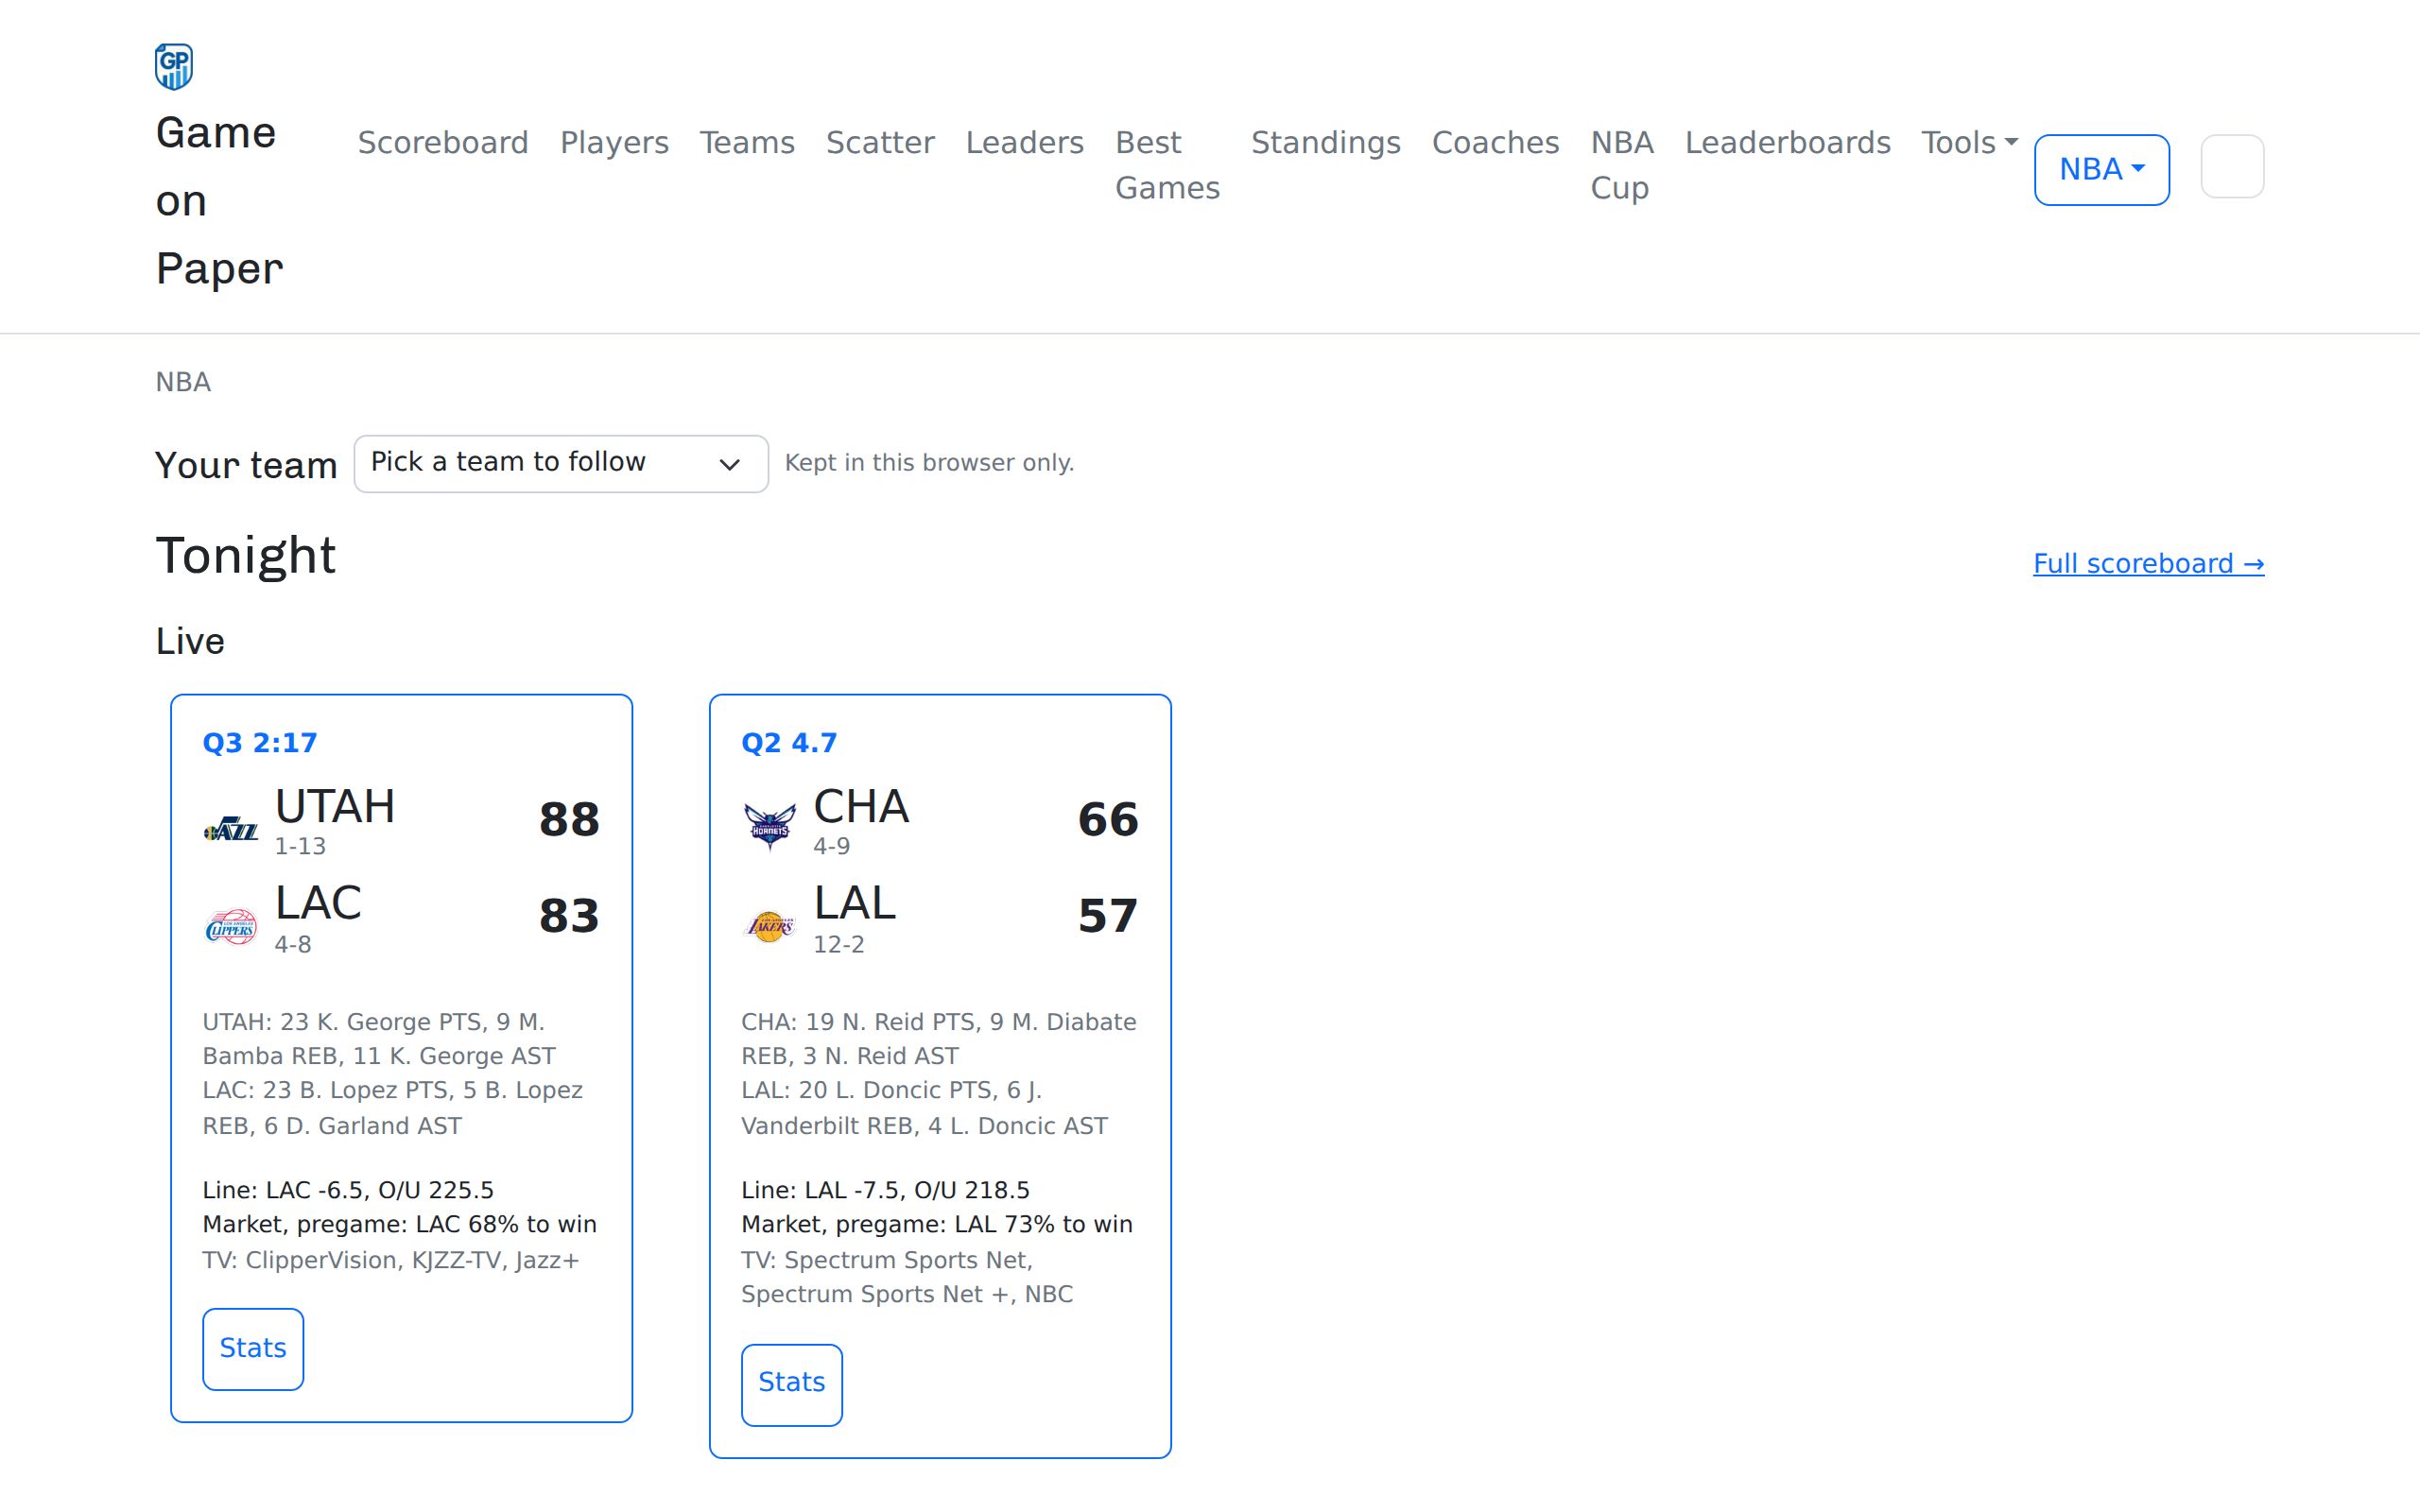 GP
Game
on
Paper
Scoreboard Players Teams Scatter Leaders Best Games Standings Coaches NBA Cup Leaderboards Tools
NBA
NBA
Your team Pick a team to follow Kept in this browser only.
Tonight
Full scoreboard →
Live
Q3 2:17
JAZZ
UTAH 88
1-13
CLIPPERS
LAC 83
4-8
UTAH: 23 K. George PTS, 9 M.
Bamba REB, 11 K. George AST
LAC: 23 B. Lopez PTS, 5 B. Lopez
REB, 6 D. Garland AST
Line: LAC -6.5, O/U 225.5
Market, pregame: LAC 68% to win
TV: ClipperVision, KJZZ-TV, Jazz+
Stats
Q2 4.7
HORNETS
CHA 66
4-9
LAKERS
LAL 57
12-2
CHA: 19 N. Reid PTS, 9 M. Diabate
REB, 3 N. Reid AST
LAL: 20 L. Doncic PTS, 6 J.
Vanderbilt REB, 4 L. Doncic AST
Line: LAL -7.5, O/U 218.5
Market, pregame: LAL 73% to win
TV: Spectrum Sports Net,
Spectrum Sports Net +, NBC
Stats